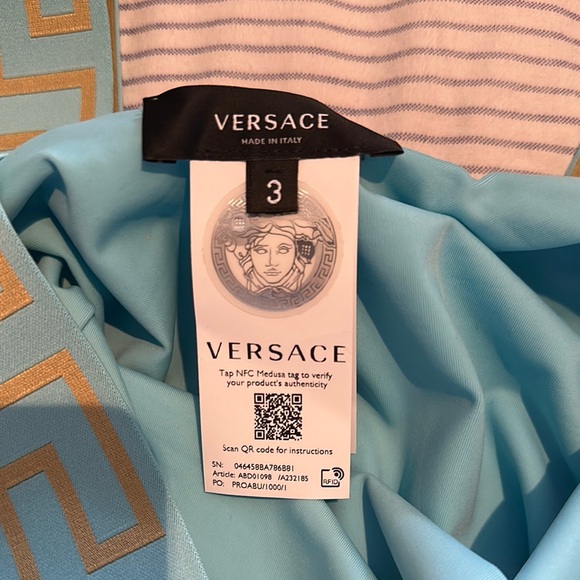 VERSACE
MADE IN ITALY
3
VERSACE
Tap NFC Medusa tag to verify
your product's authenticity
Scan QR code for instructions
SN: 046458BA786B81
Article: ABD01098 /A232185
PO: PROABU/1000/1
RFID